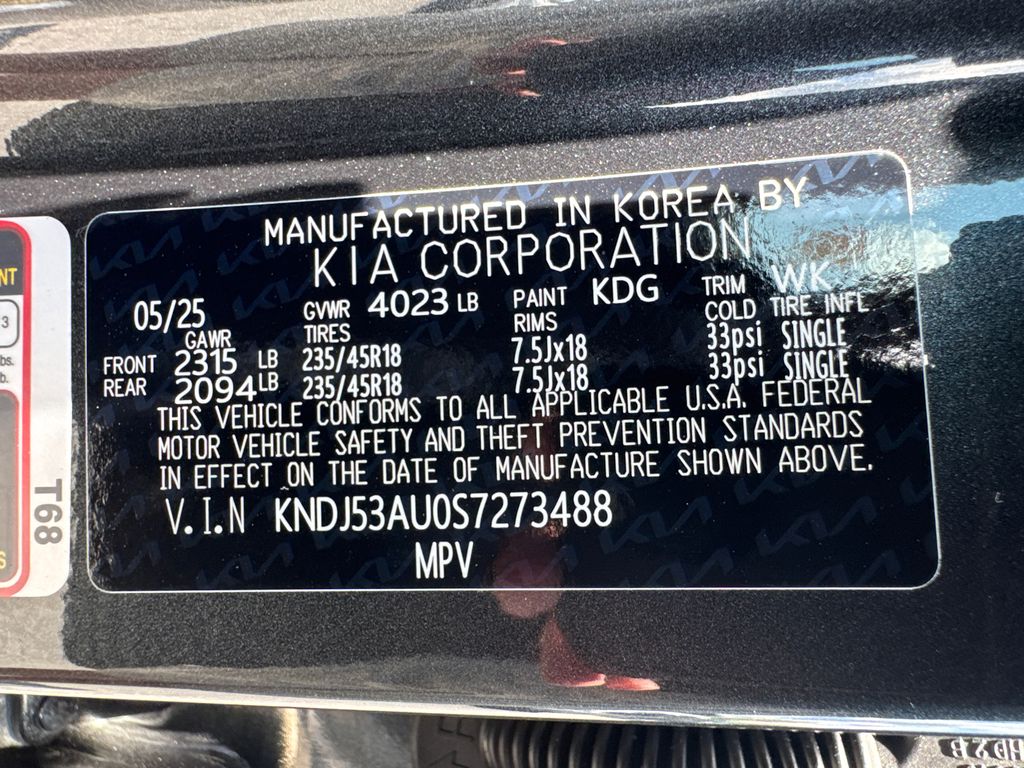 MANUFACTURED IN KOREA BY
KIA CORPORATION
05/25 GVWR 4023 LB PAINT KDG TRIM WK
GAWR TIRES RIMS COLD TIRE INFL
FRONT 2315 LB 235/45R18 7.5Jx18 33psi SINGLE
REAR 2094 LB 235/45R18 7.5Jx18 33psi SINGLE
THIS VEHICLE CONFORMS TO ALL APPLICABLE U.S.A. FEDERAL
MOTOR VEHICLE SAFETY AND THEFT PREVENTION STANDARDS
IN EFFECT ON THE DATE OF MANUFACTURE SHOWN ABOVE.
V.I.N KNDJ53AU0S7273488
MPV
T68